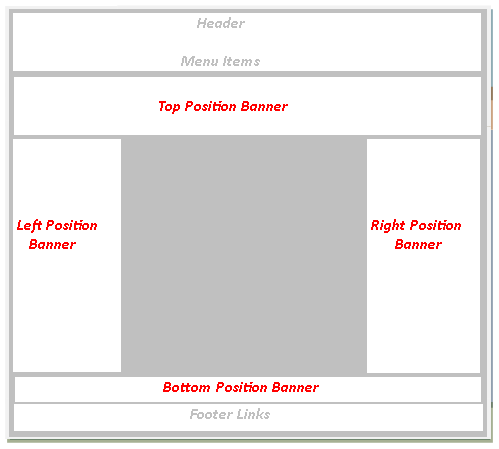 Header
Menu Items
Top Position Banner
Left Position
Banner
Right Position
Banner
Bottom Position Banner
Footer Links